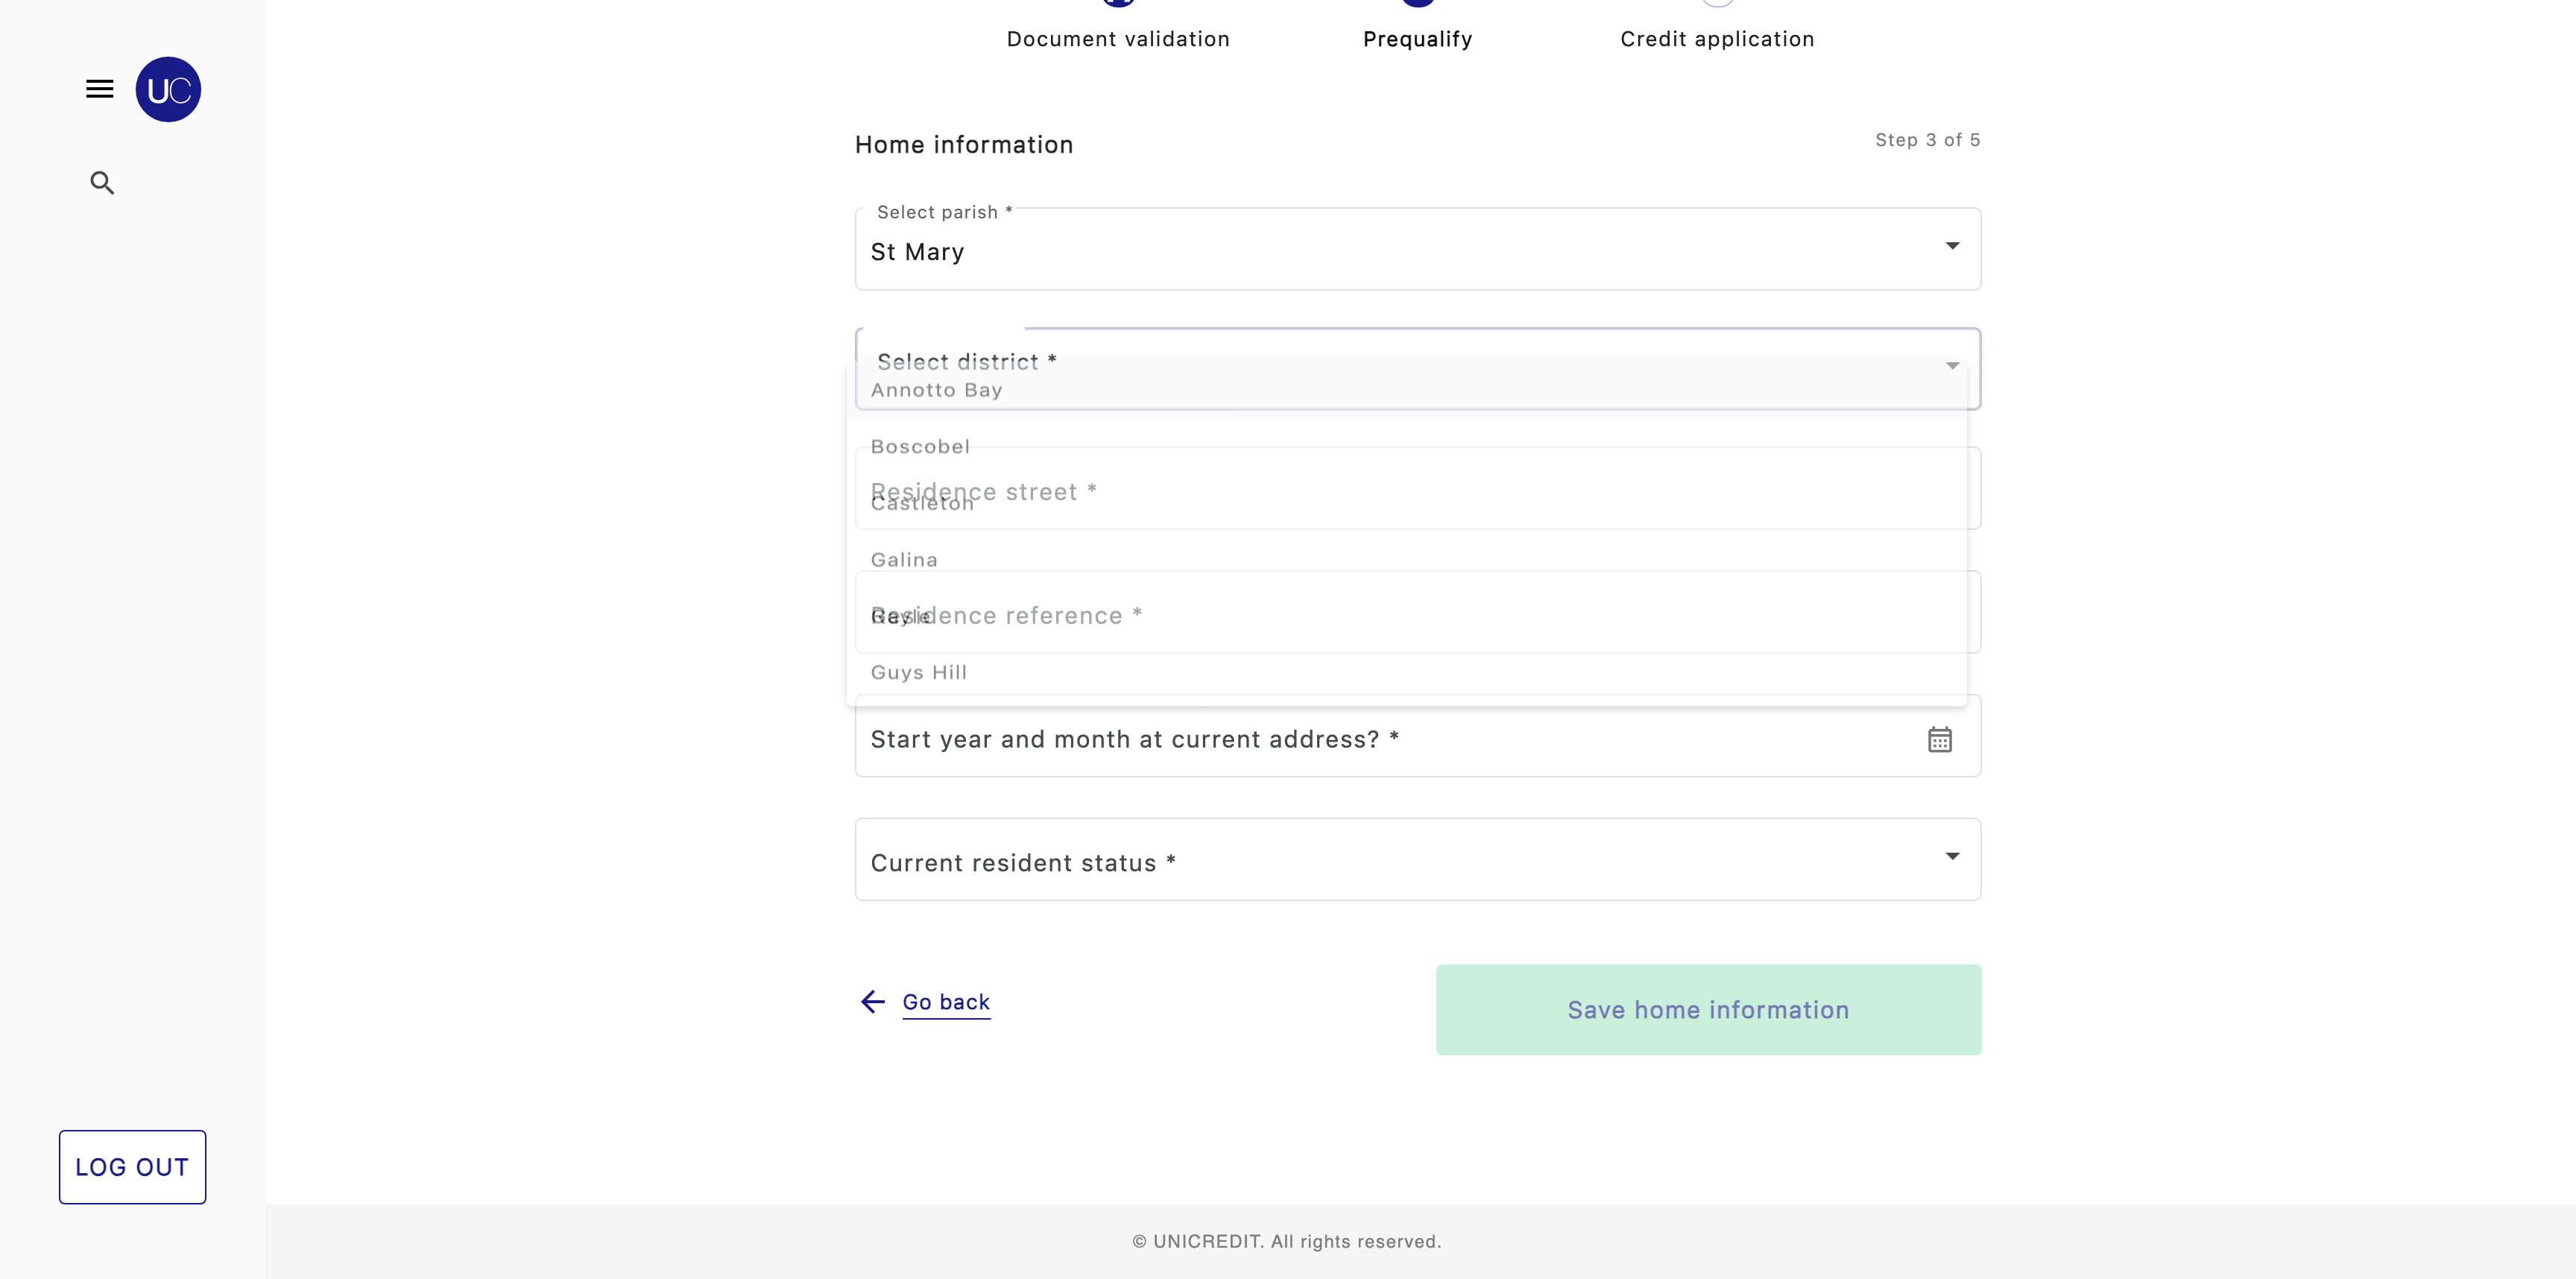 Document validation
Prequalify
Credit application
UC
Home information
Step 3 of 5
Select parish *
St Mary
Select district *
Annotto Bay
Boscobel
Residence street *
Castleton
Galina
Residence reference *
Gayle
Guys Hill
Start year and month at current address? *
Current resident status *
Go back
Save home information
LOG OUT
© UNICREDIT. All rights reserved.